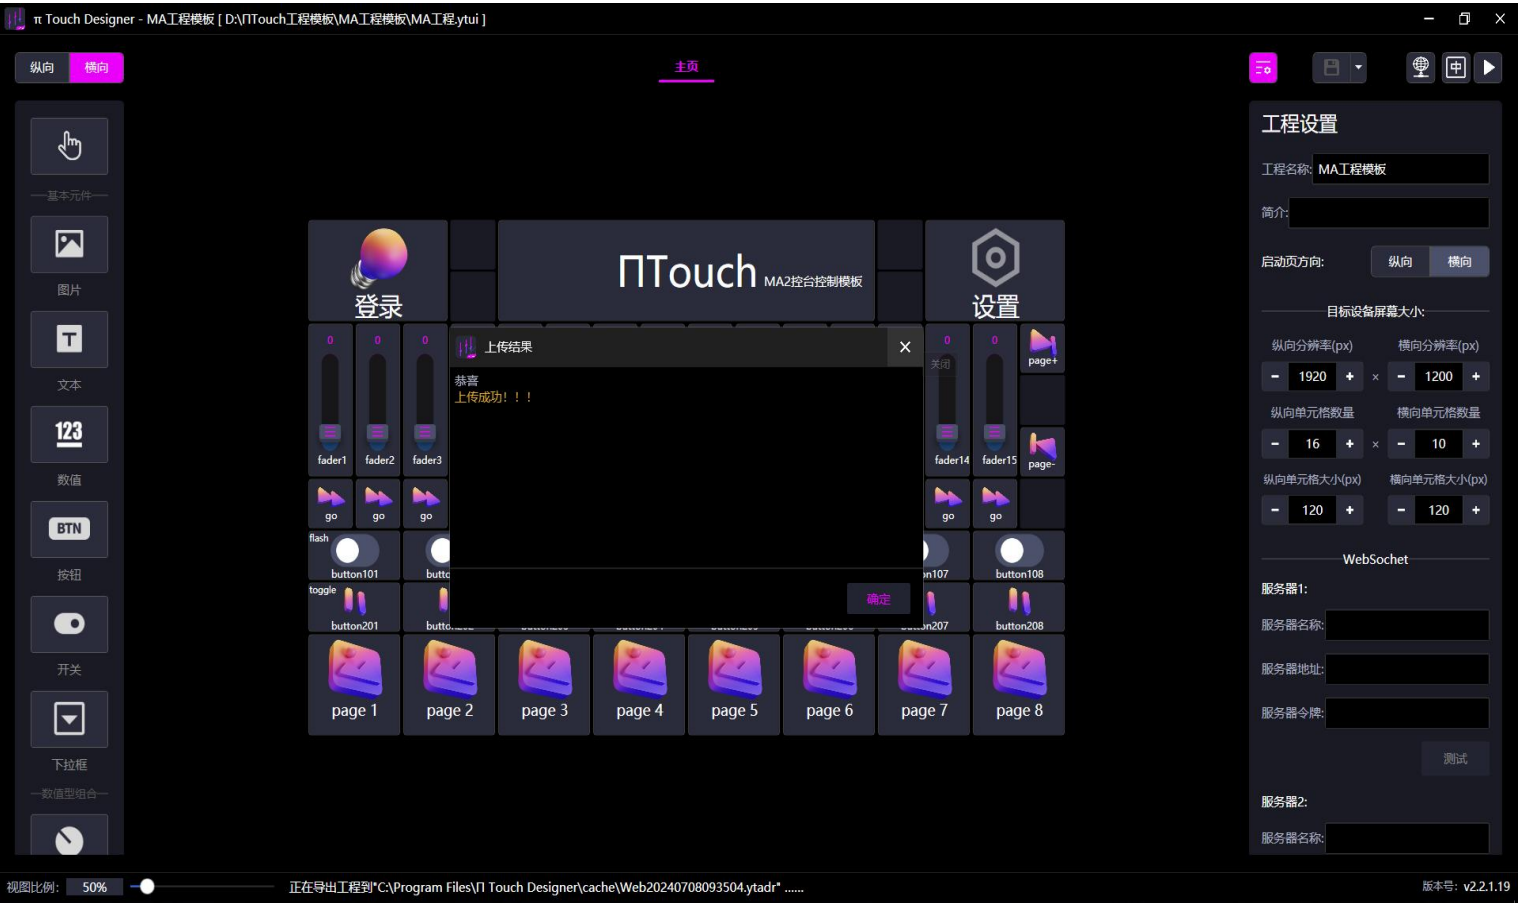 π Touch Designer - MA工程模板 [ D:\ΠTouch工程模板\MA工程模板\MA工程.ytui ]
纵向 横向
主页
中
基本元件
图片
T
文本
123
数值
BTN
按钮
开关
下拉框
数值型组合
登录
ΠTouch MA2控台控制模板
设置
0 0 0 0 0
page+
fader1 fader2 fader3 fader14 fader15 page-
go go go go go
flash
button101 butto n107 button108
toggle
button201 n207 button208
page 1 page 2 page 3 page 4 page 5 page 6 page 7 page 8
上传结果
关闭
恭喜
上传成功！！！
确定
工程设置
工程名称: MA工程模板
简介:
启动页方向: 纵向 横向
目标设备屏幕大小:
纵向分辨率(px) 横向分辨率(px)
- 1920 + × - 1200 +
纵向单元格数量 横向单元格数量
- 16 + × - 10 +
纵向单元格大小(px) 横向单元格大小(px)
- 120 + - 120 +
WebSochet
服务器1:
服务器名称:
服务器地址:
服务器令牌:
测试
服务器2:
服务器名称:
视图比例: 50% 正在导出工程到"C:\Program Files\Π Touch Designer\cache\Web20240708093504.ytadr" ......
版本号: v2.2.1.19